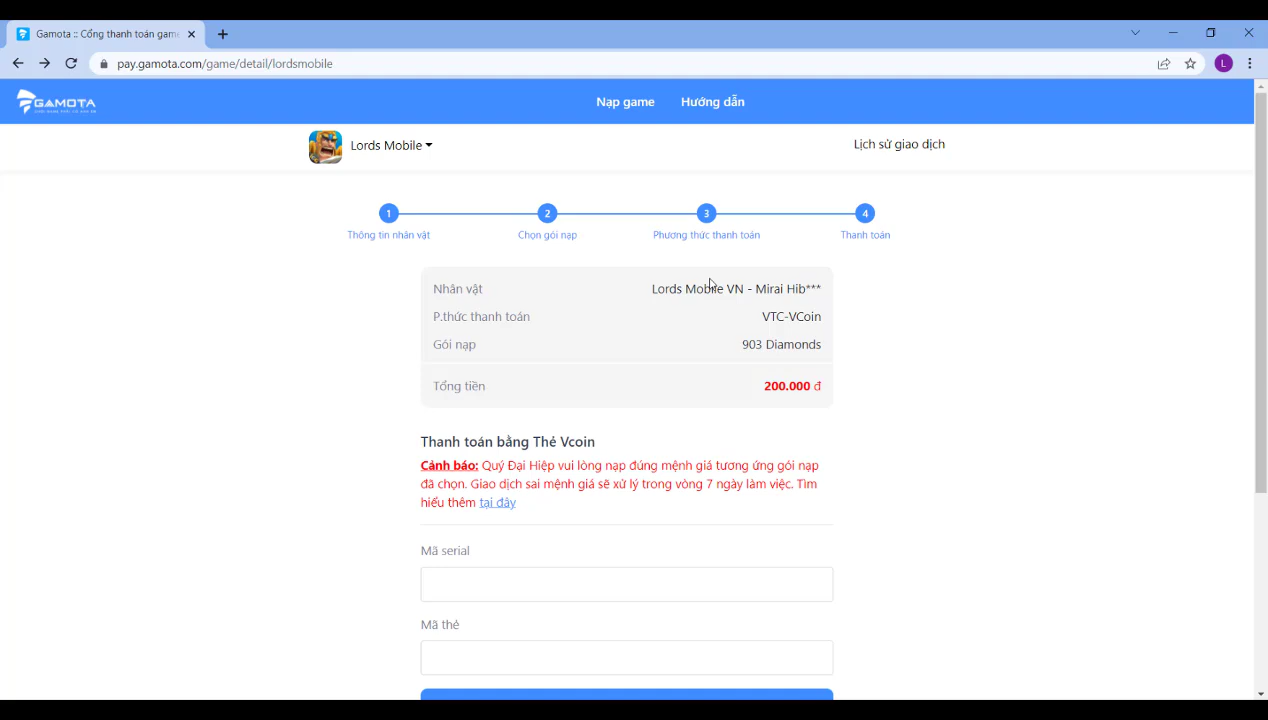 Gamota :: Cổng thanh toán game
pay.gamota.com/game/detail/lordsmobile
L
GAMOTA
Nạp game
Hướng dẫn
Lords Mobile
Lịch sử giao dịch
1
2
3
4
Thông tin nhân vật
Chọn gói nạp
Phương thức thanh toán
Thanh toán
Nhân vật
Lords Mobile VN - Mirai Hib***
P.thức thanh toán
VTC-VCoin
Gói nạp
903 Diamonds
Tổng tiền
200.000 đ
Thanh toán bằng Thẻ Vcoin
Cảnh báo: Quý Đại Hiệp vui lòng nạp đúng mệnh giá tương ứng gói nạp
đã chọn. Giao dịch sai mệnh giá sẽ xử lý trong vòng 7 ngày làm việc. Tìm
hiểu thêm tại đây
Mã serial
Mã thẻ